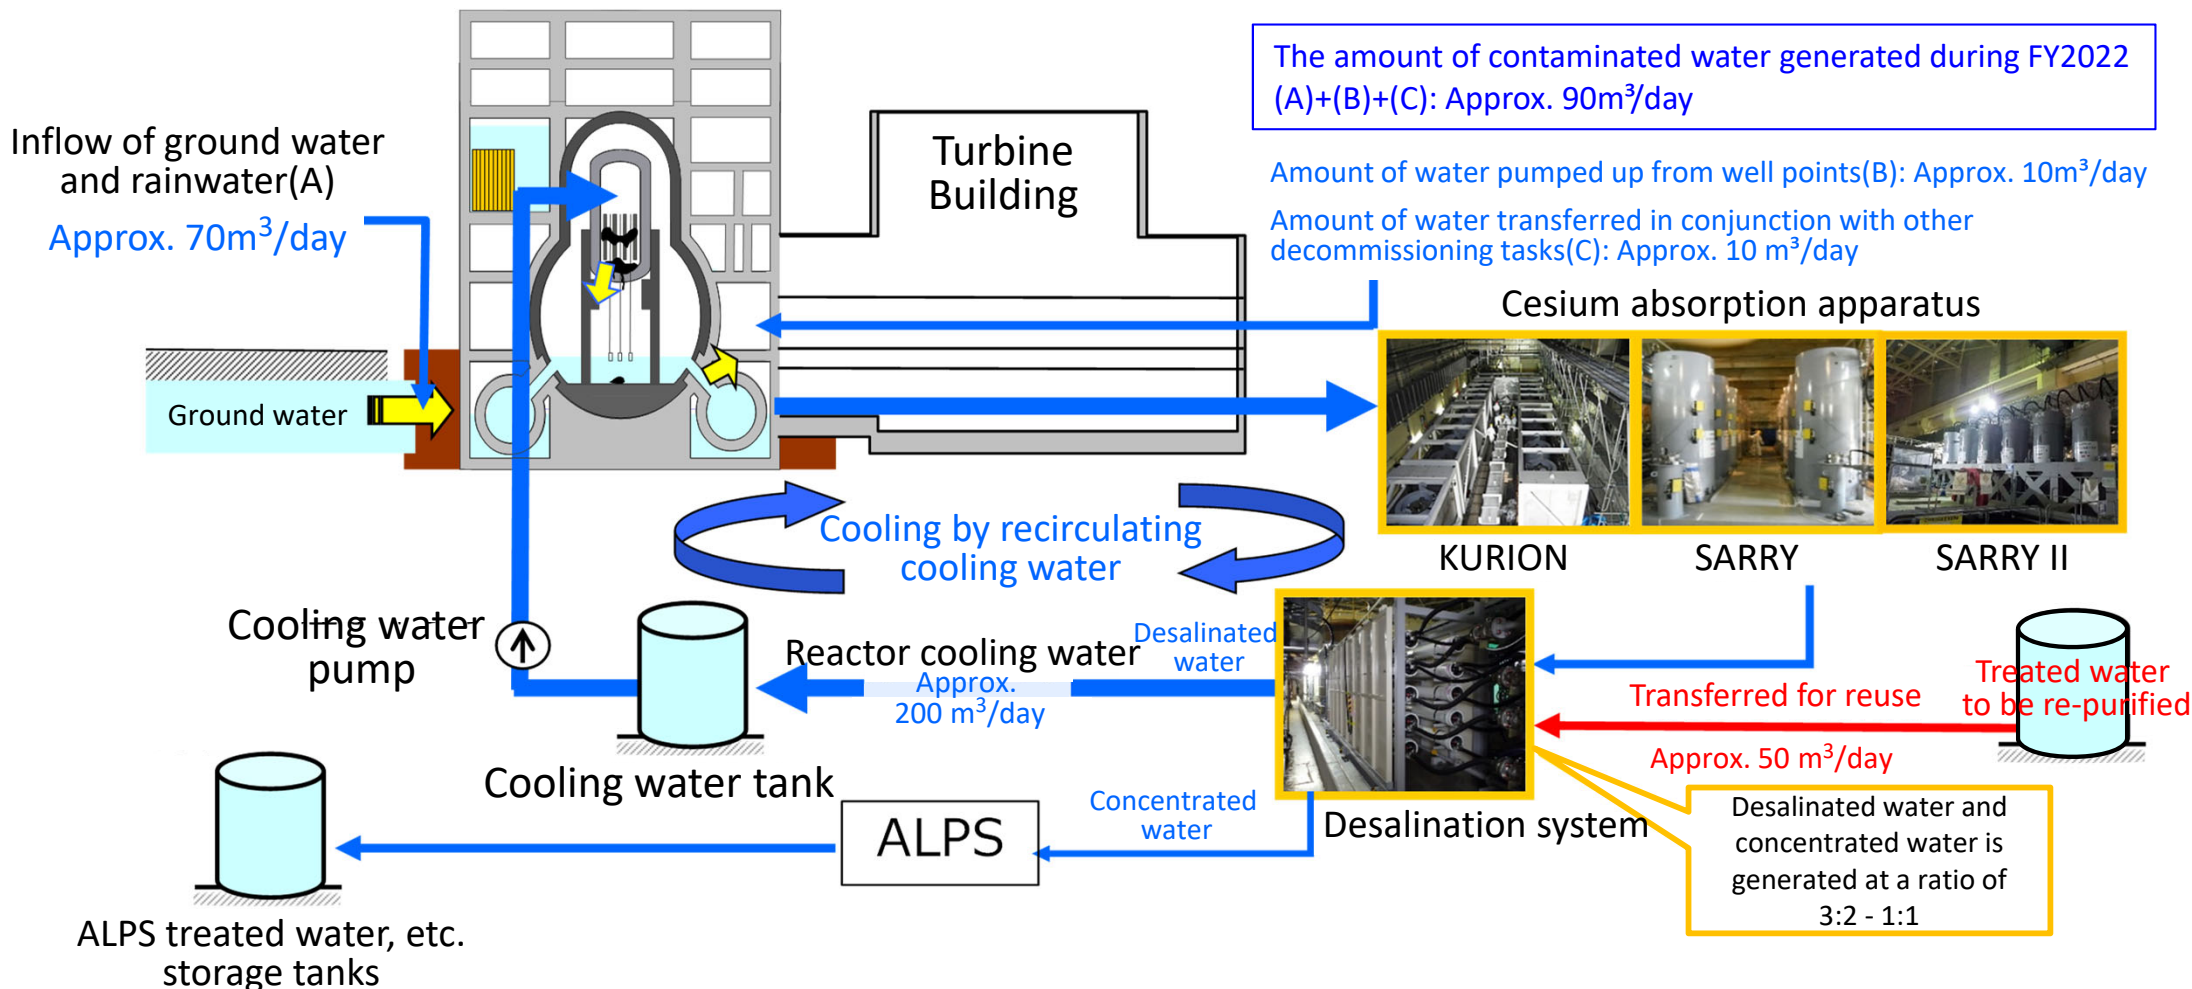 The amount of contaminated water generated during FY2022
(A)+(B)+(C): Approx. 90m³/day
Inflow of ground water
and rainwater(A)
Approx. 70m³/day
Turbine
Building
Amount of water pumped up from well points(B): Approx. 10m³/day
Amount of water transferred in conjunction with other
decommissioning tasks(C): Approx. 10 m³/day
Cesium absorption apparatus
Ground water
KURION
SARRY
SARRY II
Cooling by recirculating
cooling water
Cooling water
pump
Reactor cooling water
Approx.
200 m³/day
Desalinated
water
Transferred for reuse
Approx. 50 m³/day
Treated water
to be re-purified
Cooling water tank
Concentrated
water
Desalination system
ALPS
Desalinated water and
concentrated water is
generated at a ratio of
3:2 - 1:1
ALPS treated water, etc.
storage tanks